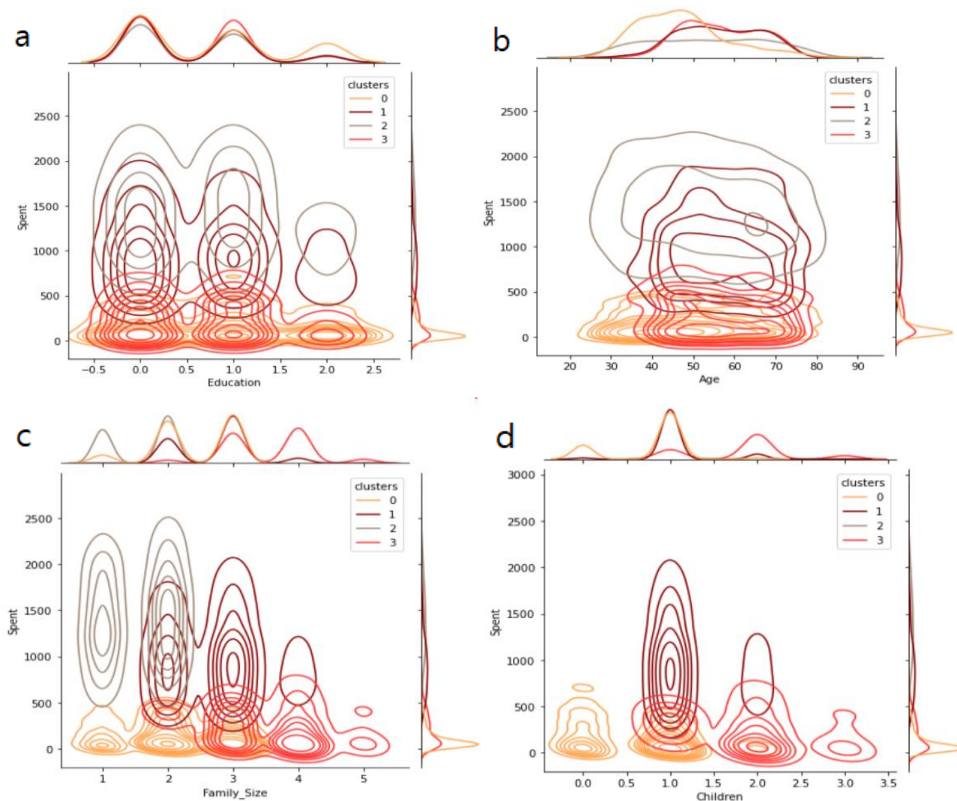 a
clusters
0
1
2
3
2500
2000
1500
1000
500
0
Spent
−0.5 0.0 0.5 1.0 1.5 2.0 2.5
Education
b
clusters
0
1
2
3
2500
2000
1500
1000
500
0
Spent
20 30 40 50 60 70 80 90
Age
c
clusters
0
1
2
3
2500
2000
1500
1000
500
0
Spent
1 2 3 4 5
Family_Size
d
clusters
0
1
2
3
3000
2500
2000
1500
1000
500
0
Spent
0.0 0.5 1.0 1.5 2.0 2.5 3.0 3.5
Children